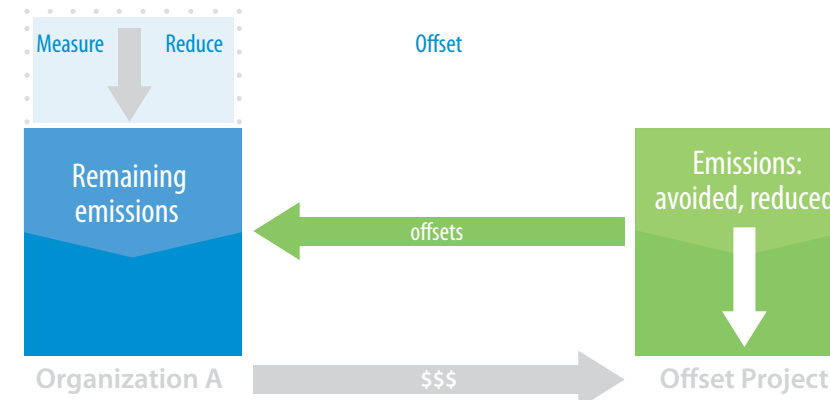 Measure Reduce Offset
Remaining
emissions
Emissions:
avoided, reduced
offsets
Organization A
$$$
Offset Project